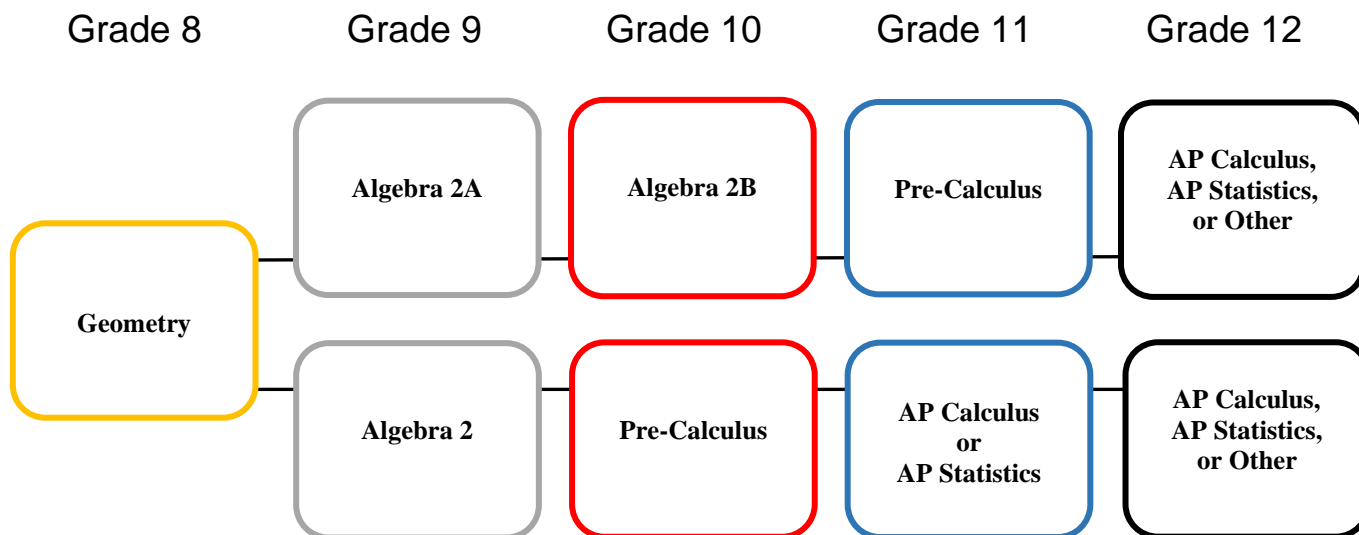 Grade 8
Grade 9
Grade 10
Grade 11
Grade 12
Algebra 2A
Algebra 2B
Pre-Calculus
AP Calculus,
AP Statistics,
or Other
Geometry
Algebra 2
Pre-Calculus
AP Calculus
or
AP Statistics
AP Calculus,
AP Statistics,
or Other